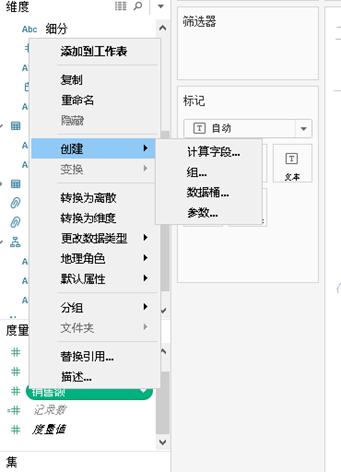 维度
Abc 细分
添加到工作表
复制
重命名
隐藏
创建
变换
转换为离散
转换为维度
更改数据类型
地理角色
默认属性
分组
文件夹
替换引用...
描述...
计算字段...
组...
数据桶...
参数...
度量
销售额
记录数
度量值
集
筛选器
标记
自动
文本